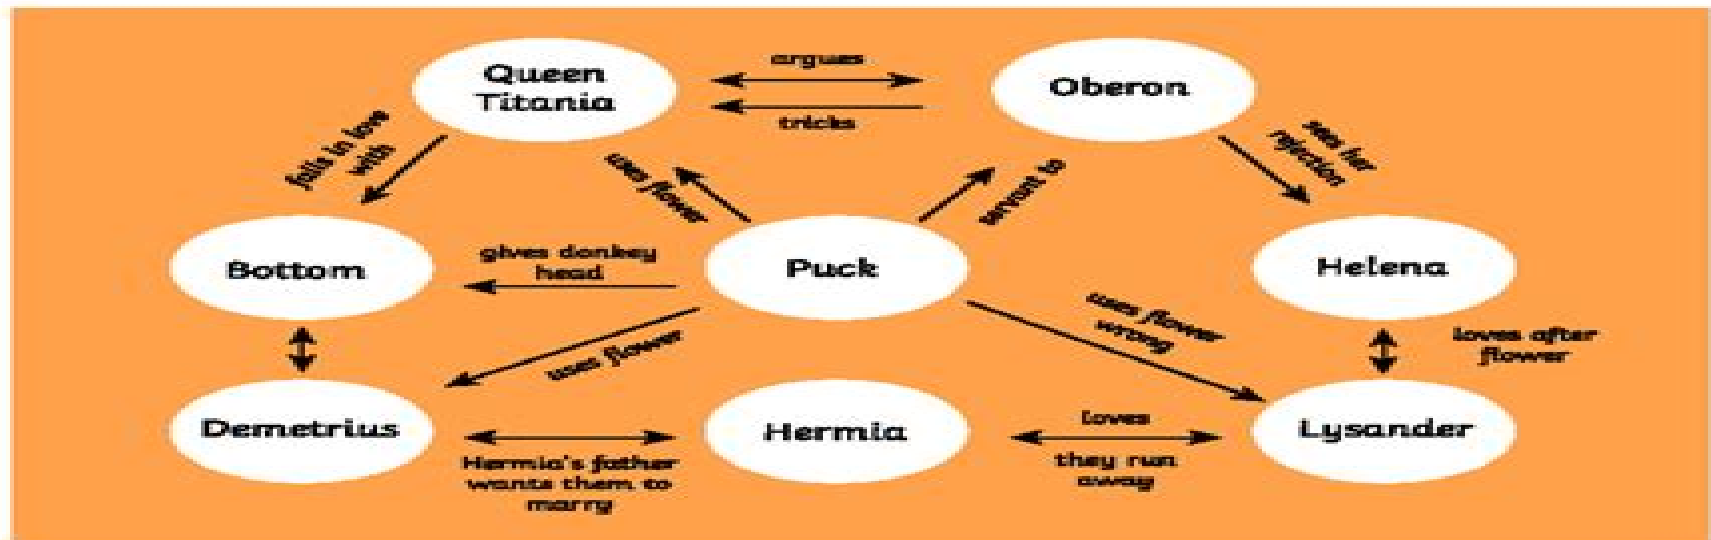 argues
Queen
Titania
Oberon
tricks
falls in love
with
uses flower
servant to
sees her
rejection
Bottom
gives donkey
head
Puck
Helena
uses flower
uses flower
wrong
loves after
flower
Demetrius
Hermia
Lysander
Hermia's father
wants them to
marry
loves
they run
away